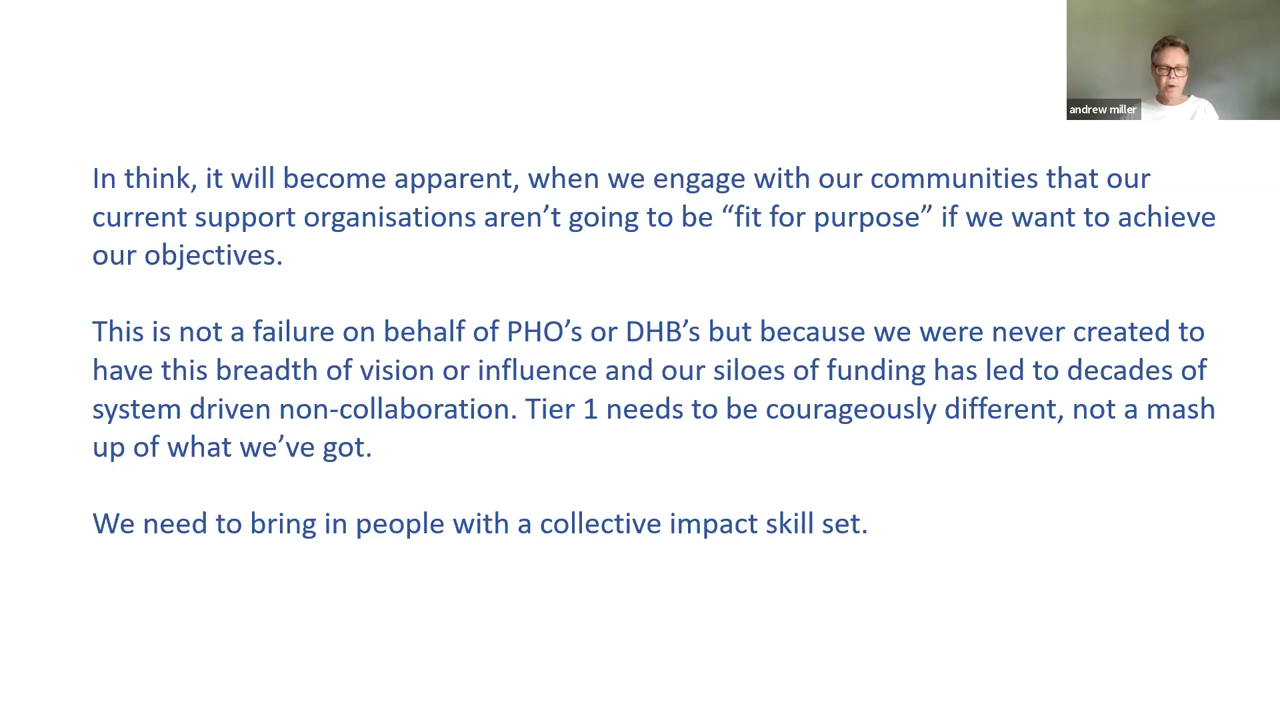 andrew miller
In think, it will become apparent, when we engage with our communities that our
current support organisations aren’t going to be “fit for purpose” if we want to achieve
our objectives.
This is not a failure on behalf of PHO’s or DHB’s but because we were never created to
have this breadth of vision or influence and our siloes of funding has led to decades of
system driven non-collaboration. Tier 1 needs to be courageously different, not a mash
up of what we’ve got.
We need to bring in people with a collective impact skill set.